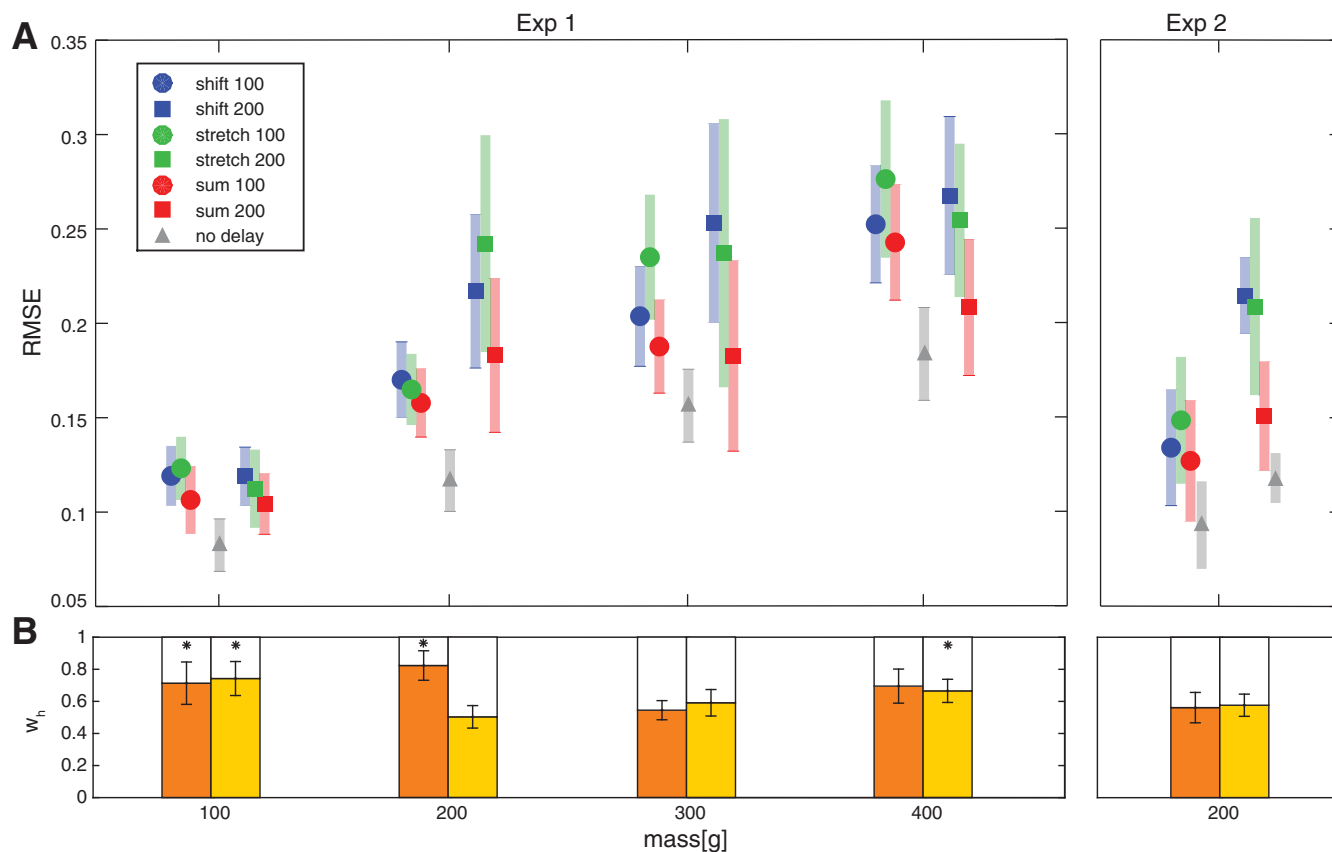 A
Exp 1
Exp 2
0.35
0.3
0.25
0.2
0.15
0.1
0.05
RMSE
shift 100
shift 200
stretch 100
stretch 200
sum 100
sum 200
no delay
B
1
0.8
0.6
0.4
0.2
0
w_h
* * * *
100 200 300 400 200
mass[g]